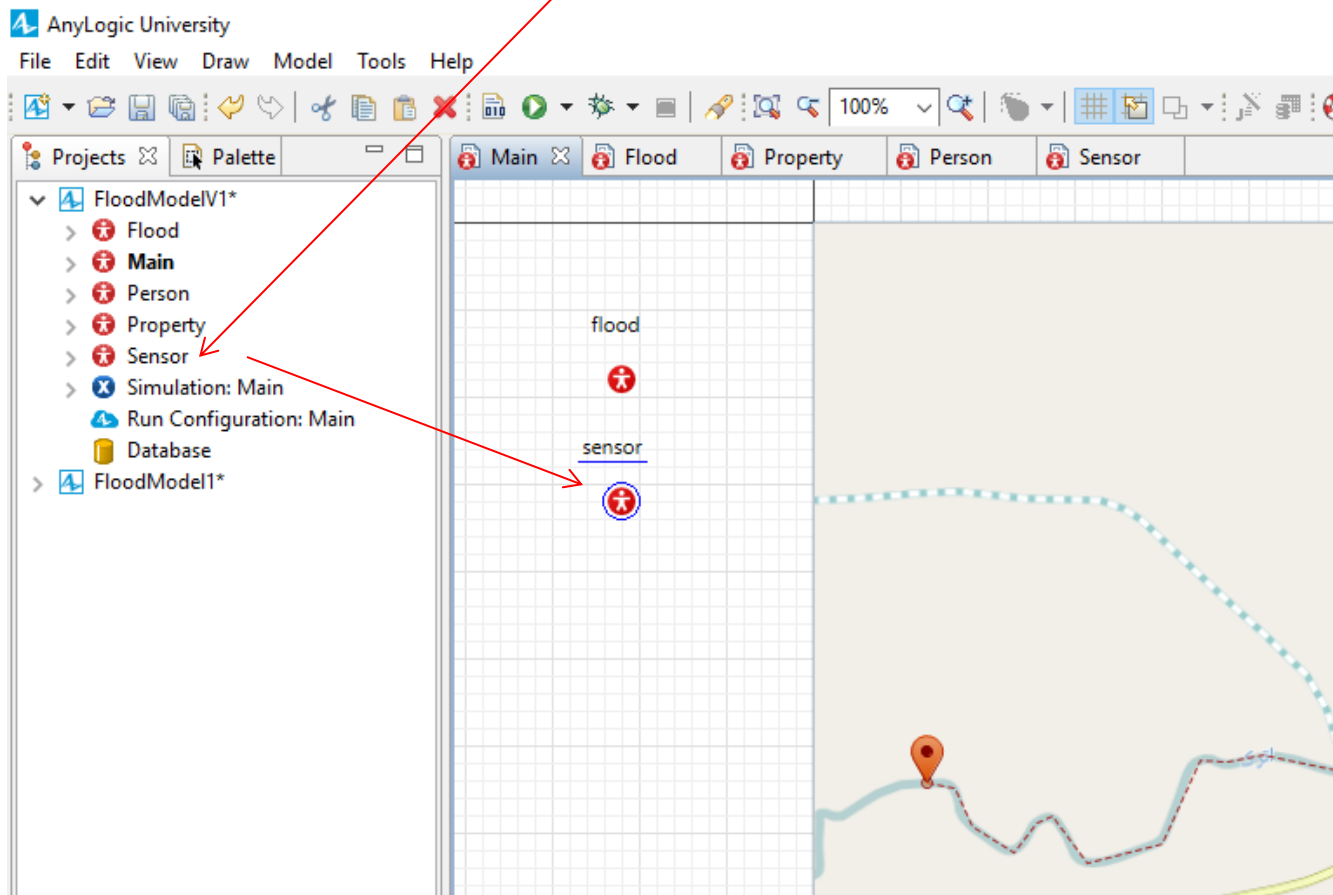 AnyLogic University
File Edit View Draw Model Tools Help
010 100%
Projects Palette
Main Flood Property Person Sensor
FloodModelV1*
Flood
Main
Person
Property
Sensor
Simulation: Main
Run Configuration: Main
Database
FloodModel1*
flood
sensor